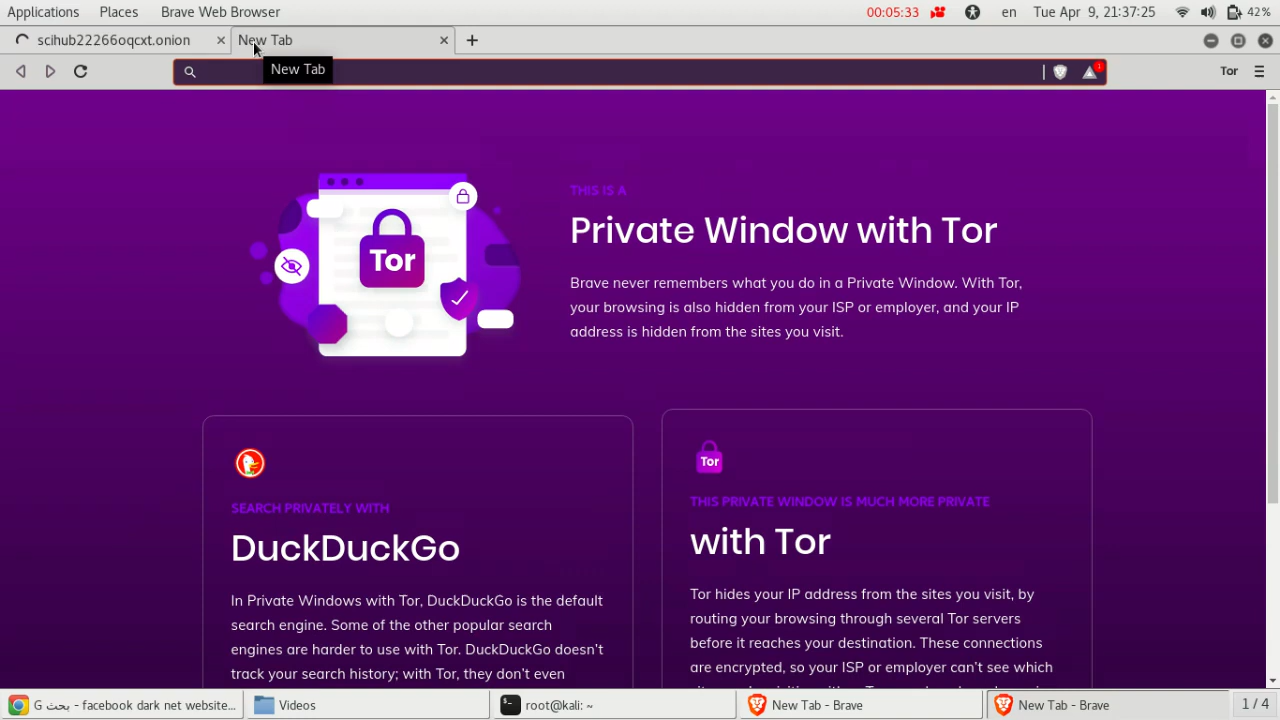 Applications Places Brave Web Browser 00:05:33 en Tue Apr 9, 21:37:25 42%
scihub22266oqcxt.onion New Tab
New Tab
Tor
THIS IS A
Private Window with Tor
Brave never remembers what you do in a Private Window. With Tor,
your browsing is also hidden from your ISP or employer, and your IP
address is hidden from the sites you visit.
Tor
SEARCH PRIVATELY WITH
DuckDuckGo
In Private Windows with Tor, DuckDuckGo is the default
search engine. Some of the other popular search
engines are harder to use with Tor. DuckDuckGo doesn't
track your search history; with Tor, they don't even
Tor
THIS PRIVATE WINDOW IS MUCH MORE PRIVATE
with Tor
Tor hides your IP address from the sites you visit, by
routing your browsing through several Tor servers
before it reaches your destination. These connections
are encrypted, so your ISP or employer can't see which
facebook dark net website... - بحث G Videos root@kali: ~ New Tab - Brave New Tab - Brave 1 / 4